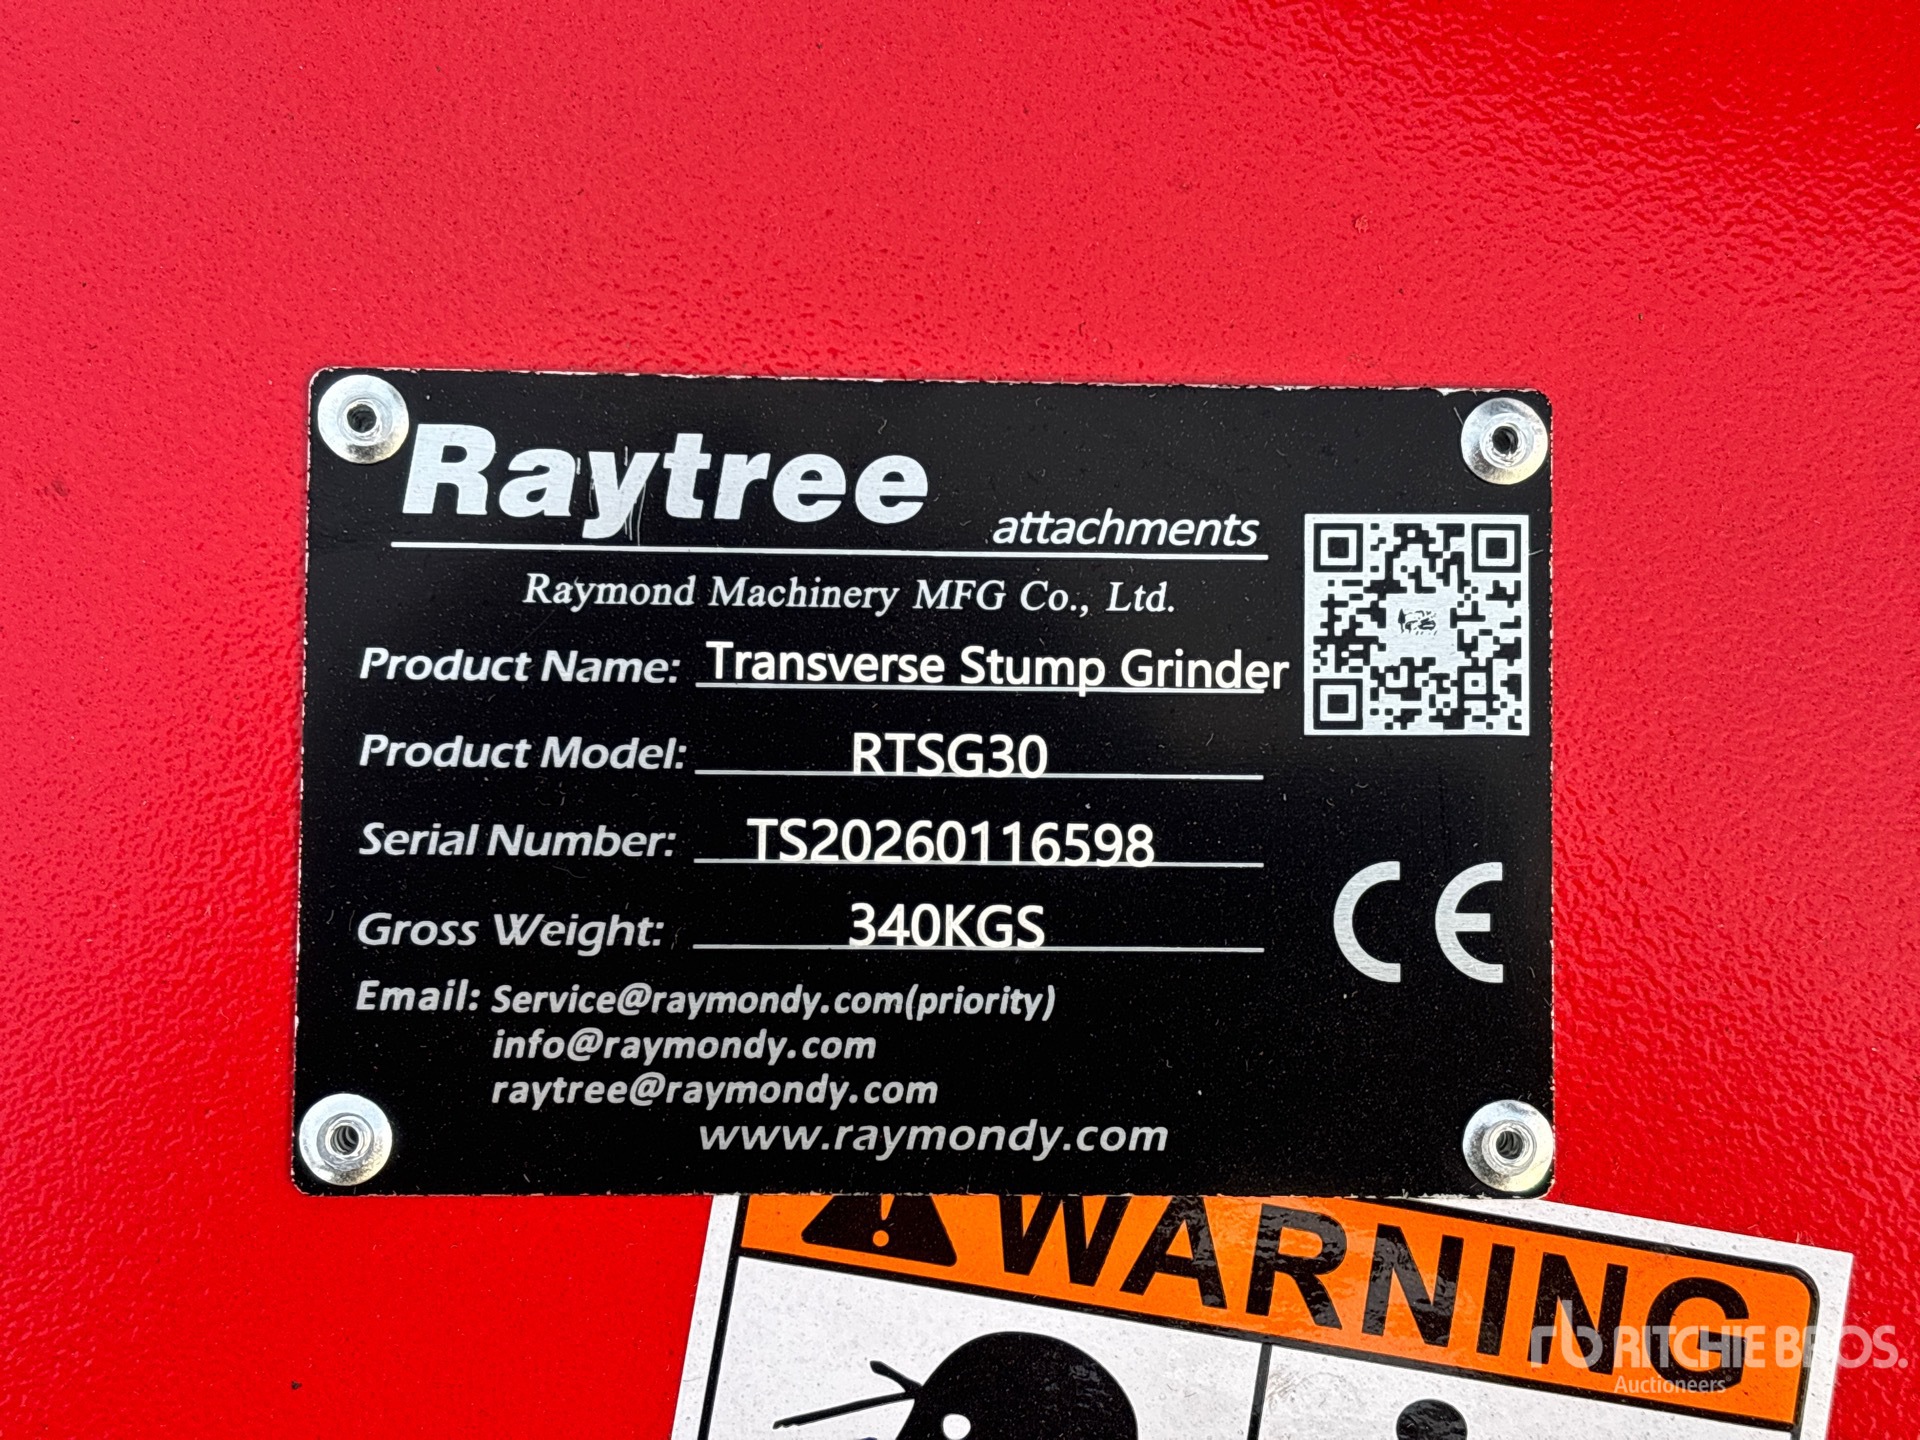 Raytree attachments
Raymond Machinery MFG Co., Ltd.
Product Name: Transverse Stump Grinder
Product Model: RTSG30
Serial Number: TS20260116598
Gross Weight: 340KGS
CE
Email: Service@raymondy.com(priority)
info@raymondy.com
raytree@raymondy.com
www.raymondy.com
WARNING
rb RITCHIE BROS.
Auctioneers